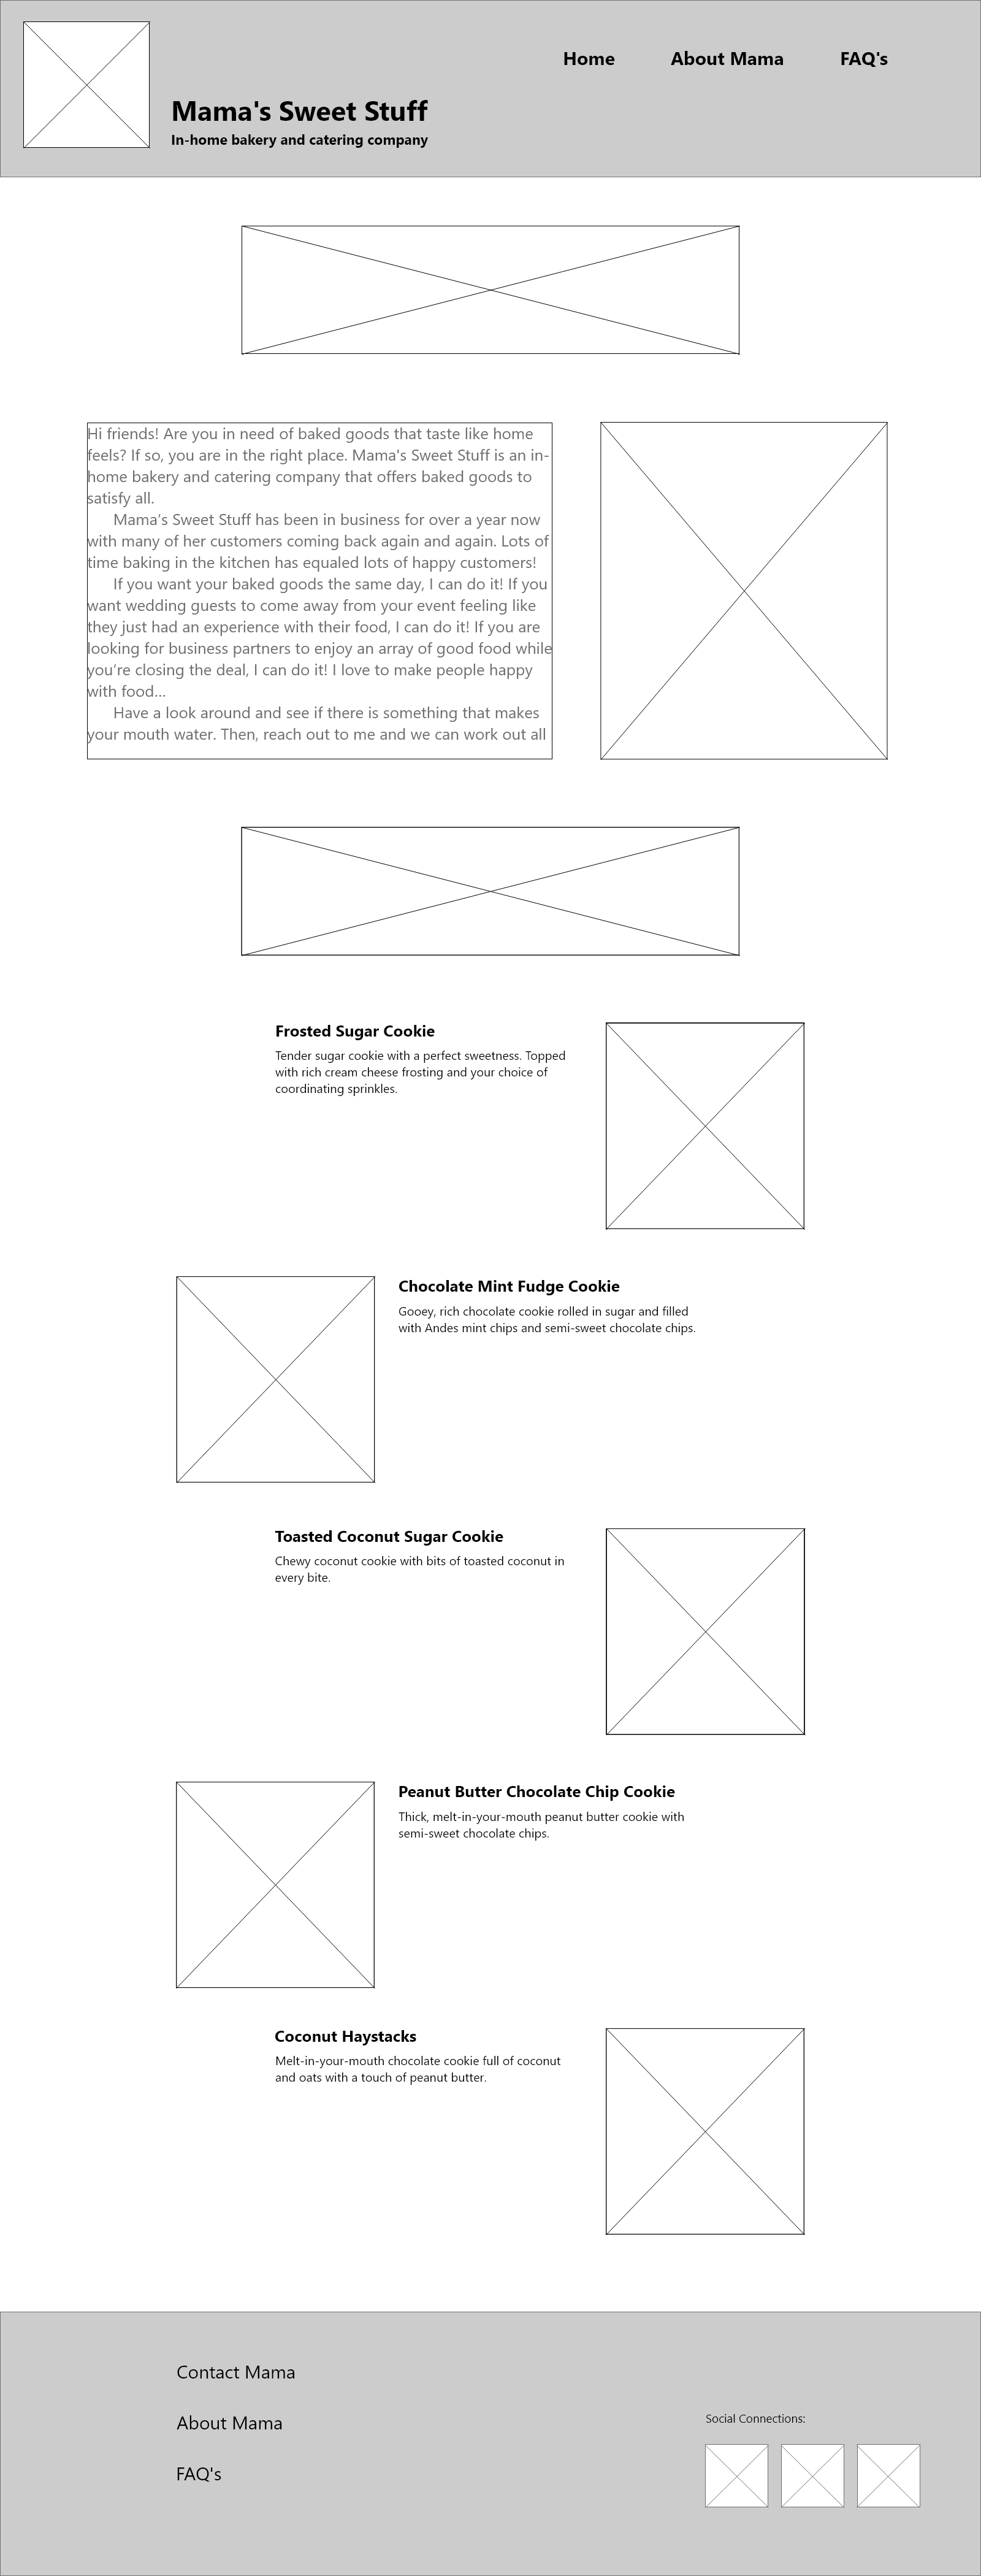 Home About Mama FAQ's
Mama's Sweet Stuff
In-home bakery and catering company
Hi friends! Are you in need of baked goods that taste like home
feels? If so, you are in the right place. Mama's Sweet Stuff is an in-
home bakery and catering company that offers baked goods to
satisfy all.
Mama’s Sweet Stuff has been in business for over a year now
with many of her customers coming back again and again. Lots of
time baking in the kitchen has equaled lots of happy customers!
If you want your baked goods the same day, I can do it! If you
want wedding guests to come away from your event feeling like
they just had an experience with their food, I can do it! If you are
looking for business partners to enjoy an array of good food while
you’re closing the deal, I can do it! I love to make people happy
with food...
Have a look around and see if there is something that makes
your mouth water. Then, reach out to me and we can work out all
Frosted Sugar Cookie
Tender sugar cookie with a perfect sweetness. Topped
with rich cream cheese frosting and your choice of
coordinating sprinkles.
Chocolate Mint Fudge Cookie
Gooey, rich chocolate cookie rolled in sugar and filled
with Andes mint chips and semi-sweet chocolate chips.
Toasted Coconut Sugar Cookie
Chewy coconut cookie with bits of toasted coconut in
every bite.
Peanut Butter Chocolate Chip Cookie
Thick, melt-in-your-mouth peanut butter cookie with
semi-sweet chocolate chips.
Coconut Haystacks
Melt-in-your-mouth chocolate cookie full of coconut
and oats with a touch of peanut butter.
Contact Mama
About Mama
FAQ's
Social Connections: